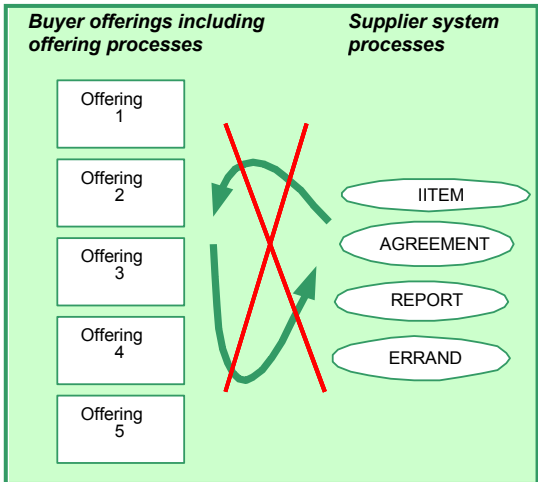 Buyer offerings including
offering processes
Supplier system
processes
Offering
1
Offering
2
Offering
3
Offering
4
Offering
5
IITEM
AGREEMENT
REPORT
ERRAND